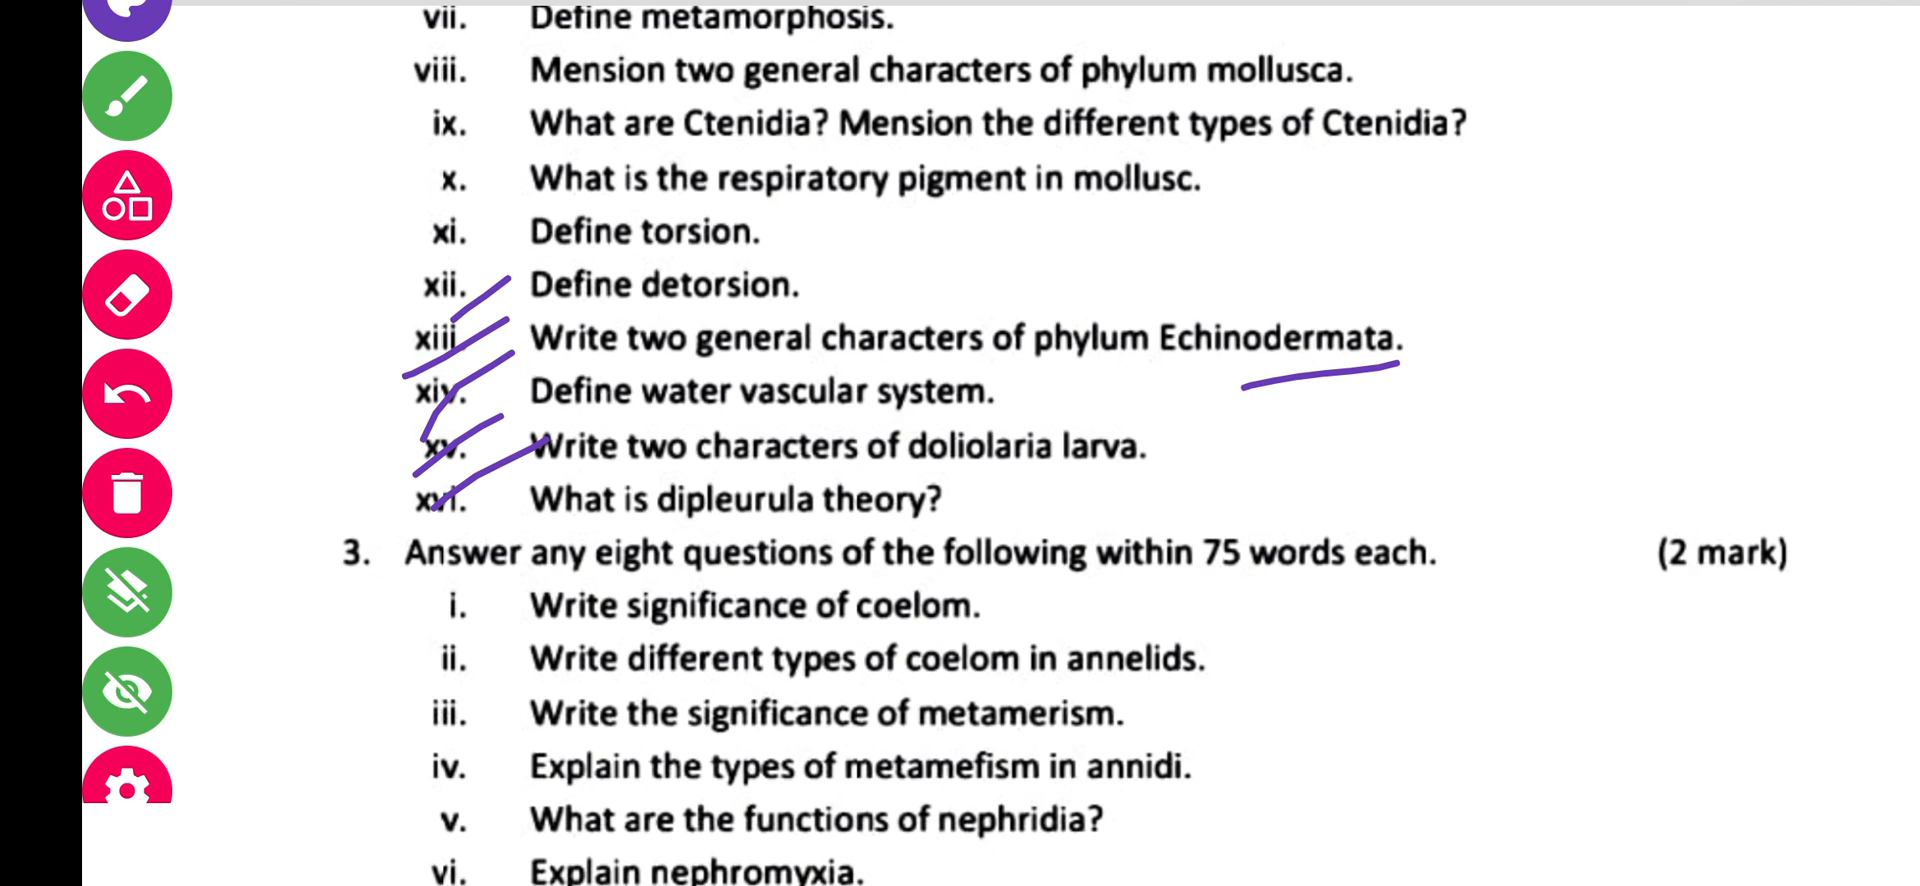 vii. Define metamorphosis.
viii. Mension two general characters of phylum mollusca.
ix. What are Ctenidia? Mension the different types of Ctenidia?
x. What is the respiratory pigment in mollusc.
xi. Define torsion.
xii. Define detorsion.
xiii. Write two general characters of phylum Echinodermata.
xiv. Define water vascular system.
xv. Write two characters of doliolaria larva.
xvi. What is dipleurula theory?
3. Answer any eight questions of the following within 75 words each. (2 mark)
i. Write significance of coelom.
ii. Write different types of coelom in annelids.
iii. Write the significance of metamerism.
iv. Explain the types of metamefism in annidi.
v. What are the functions of nephridia?
vi. Explain nephromyxia.